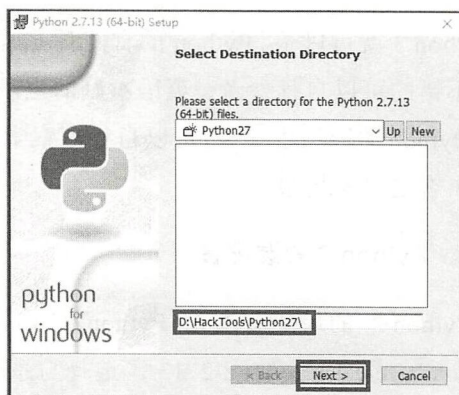 Python 2.7.13 (64-bit) Setup
Select Destination Directory
Please select a directory for the Python 2.7.13
(64-bit) files.
Python27
Up
New
python
for
windows
D:\HackTools\Python27\
< Back
Next >
Cancel